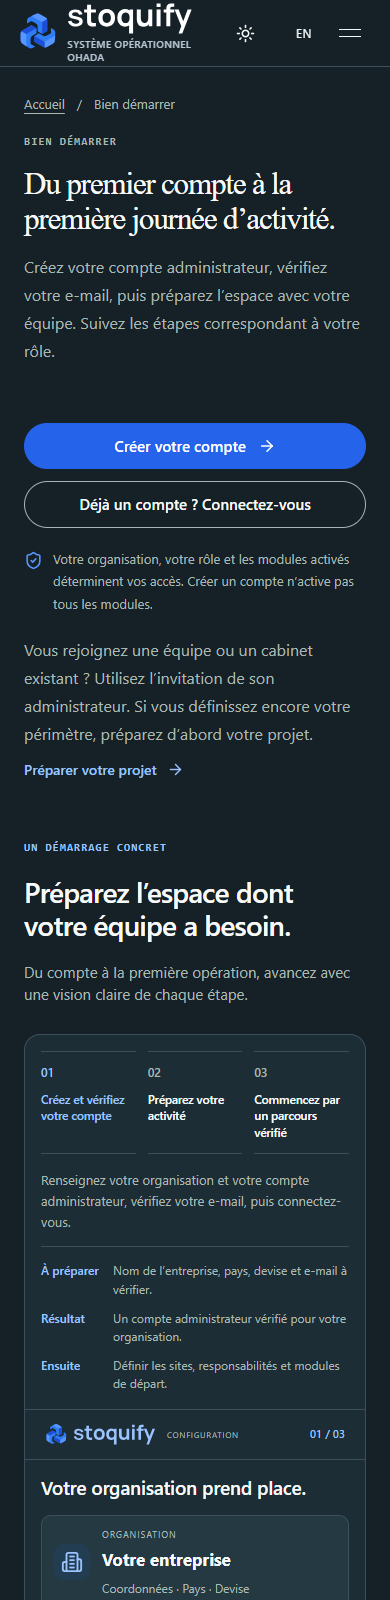 stoquify
SYSTÈME OPÉRATIONNEL
OHADA
EN
Accueil / Bien démarrer
BIEN DÉMARRER
Du premier compte à la
première journée d’activité.
Créez votre compte administrateur, vérifiez
votre e-mail, puis préparez l’espace avec votre
équipe. Suivez les étapes correspondant à votre
rôle.
Créer votre compte →
Déjà un compte ? Connectez-vous
Votre organisation, votre rôle et les modules activés
déterminent vos accès. Créer un compte n’active pas
tous les modules.
Vous rejoignez une équipe ou un cabinet
existant ? Utilisez l’invitation de son
administrateur. Si vous définissez encore votre
périmètre, préparez d’abord votre projet.
Préparer votre projet →
UN DÉMARRAGE CONCRET
Préparez l’espace dont
votre équipe a besoin.
Du compte à la première opération, avancez avec
une vision claire de chaque étape.
01
Créez et vérifiez
votre compte
02
Préparez votre
activité
03
Commencez par
un parcours
vérifié
Renseignez votre organisation et votre compte
administrateur, vérifiez votre e-mail, puis connectez-
vous.
À préparer Nom de l’entreprise, pays, devise et e-mail à
vérifier.
Résultat Un compte administrateur vérifié pour votre
organisation.
Ensuite Définir les sites, responsabilités et modules
de départ.
stoquify CONFIGURATION 01 / 03
Votre organisation prend place.
ORGANISATION
Votre entreprise
Coordonnées · Pays · Devise